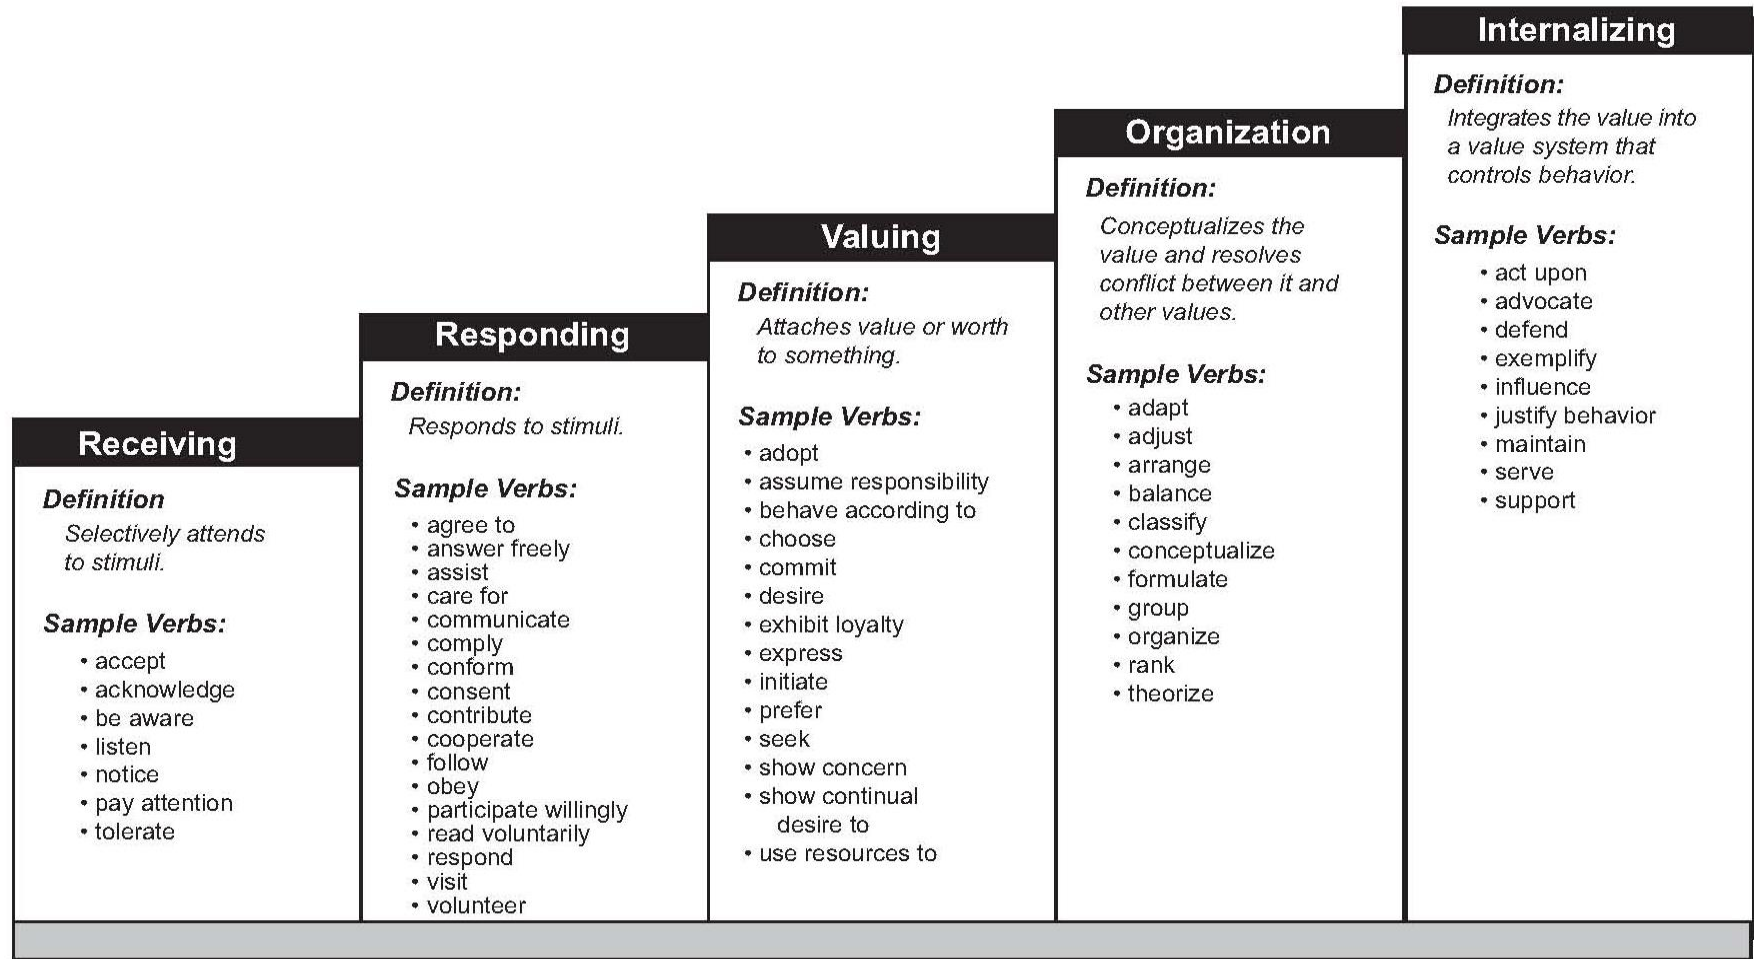 Receiving
Definition
Selectively attends
to stimuli.
Sample Verbs:
• accept
• acknowledge
• be aware
• listen
• notice
• pay attention
• tolerate
Responding
Definition:
Responds to stimuli.
Sample Verbs:
• agree to
• answer freely
• assist
• care for
• communicate
• comply
• conform
• consent
• contribute
• cooperate
• follow
• obey
• participate willingly
• read voluntarily
• respond
• visit
• volunteer
Valuing
Definition:
Attaches value or worth
to something.
Sample Verbs:
• adopt
• assume responsibility
• behave according to
• choose
• commit
• desire
• exhibit loyalty
• express
• initiate
• prefer
• seek
• show concern
• show continual
desire to
• use resources to
Organization
Definition:
Conceptualizes the
value and resolves
conflict between it and
other values.
Sample Verbs:
• adapt
• adjust
• arrange
• balance
• classify
• conceptualize
• formulate
• group
• organize
• rank
• theorize
Internalizing
Definition:
Integrates the value into
a value system that
controls behavior.
Sample Verbs:
• act upon
• advocate
• defend
• exemplify
• influence
• justify behavior
• maintain
• serve
• support